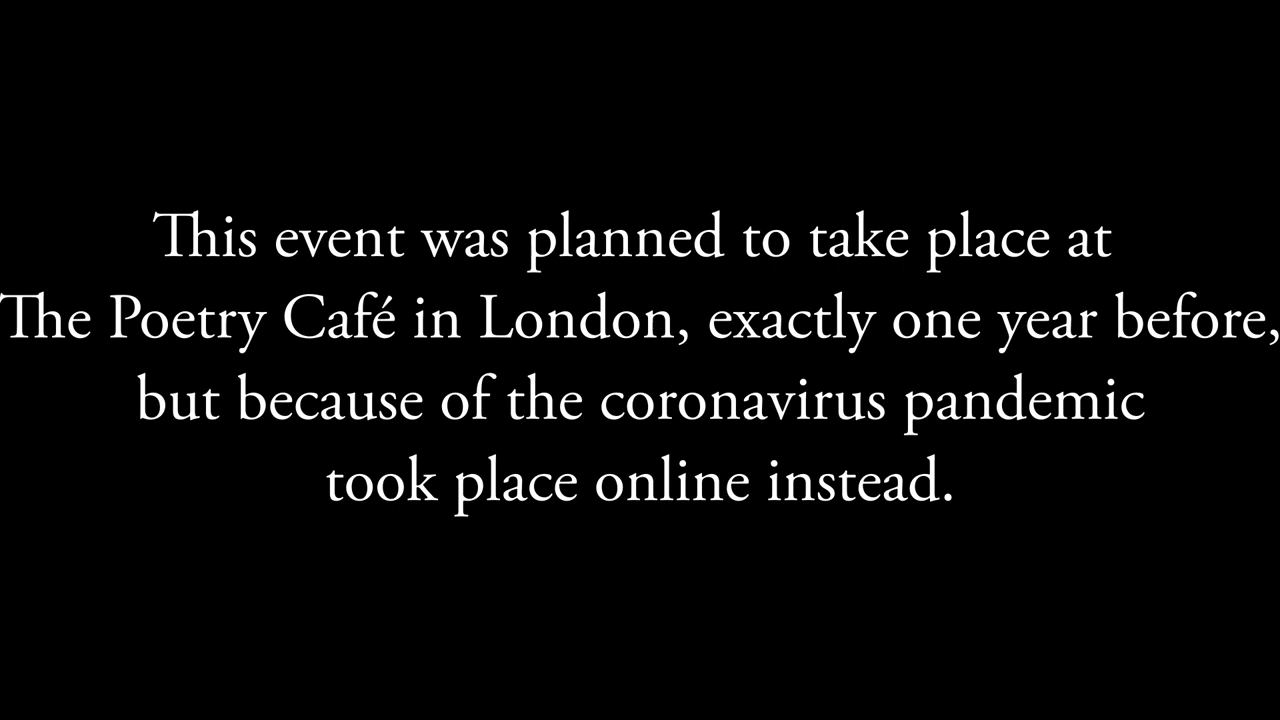 This event was planned to take place at
The Poetry Café in London, exactly one year before,
but because of the coronavirus pandemic
took place online instead.